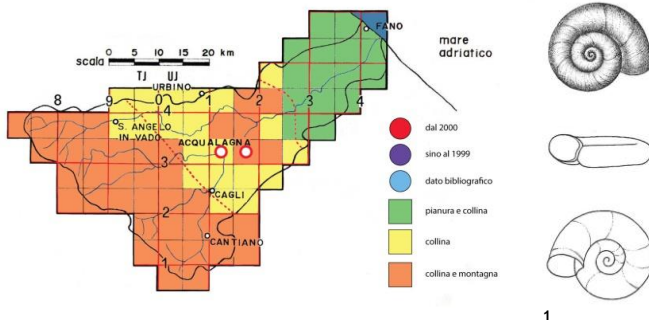 FANO
mare
adriatico
scala 0 5 10 15 20 km
TJ UJ
URBINO
8 9 0 1 2 3 4
4
S. ANGELO
IN VADO
ACQUALAGNA
3
CAGLI
2
CANTIANO
1
dal 2000
sino al 1999
dato bibliografico
pianura e collina
collina
collina e montagna
1